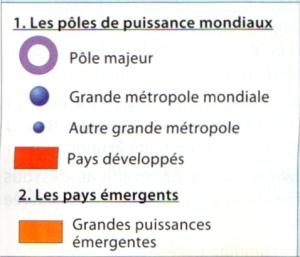 1. Les pôles de puissance mondiaux
Pôle majeur
Grande métropole mondiale
Autre grande métropole
Pays développés
2. Les pays émergents
Grandes puissances
émergentes